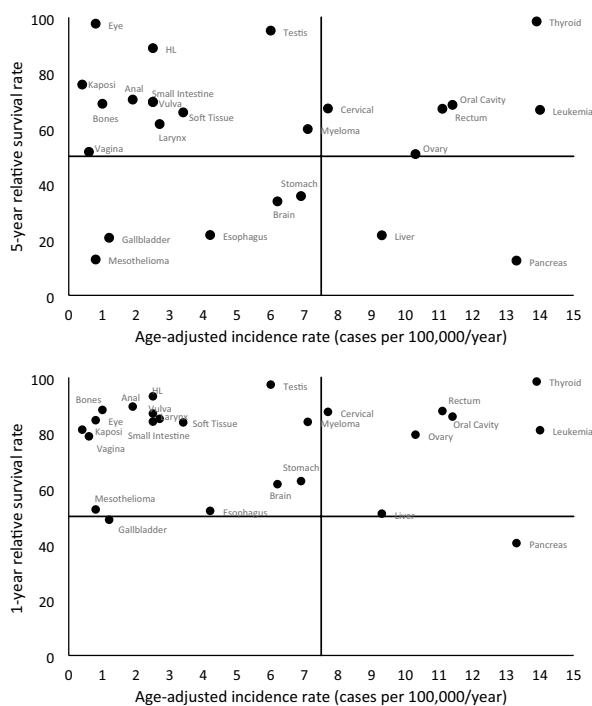 5-year relative survival rate
100
80
60
40
20
0
Eye
Testis
Thyroid
HL
Kaposi
Anal
Small Intestine
Bones
Vulva
Soft Tissue
Larynx
Cervical
Oral Cavity
Rectum
Leukemia
Myeloma
Vagina
Ovary
Stomach
Brain
Gallbladder
Esophagus
Liver
Mesothelioma
Pancreas
0 1 2 3 4 5 6 7 8 9 10 11 12 13 14 15
Age-adjusted incidence rate (cases per 100,000/year)
1-year relative survival rate
100
80
60
40
20
0
HL
Testis
Thyroid
Bones
Anal
Rectum
Vulva
Larynx
Cervical
Eye
Soft Tissue
Myeloma
Oral Cavity
Leukemia
Kaposi
Small Intestine
Ovary
Vagina
Stomach
Brain
Mesothelioma
Esophagus
Liver
Gallbladder
Pancreas
0 1 2 3 4 5 6 7 8 9 10 11 12 13 14 15
Age-adjusted incidence rate (cases per 100,000/year)